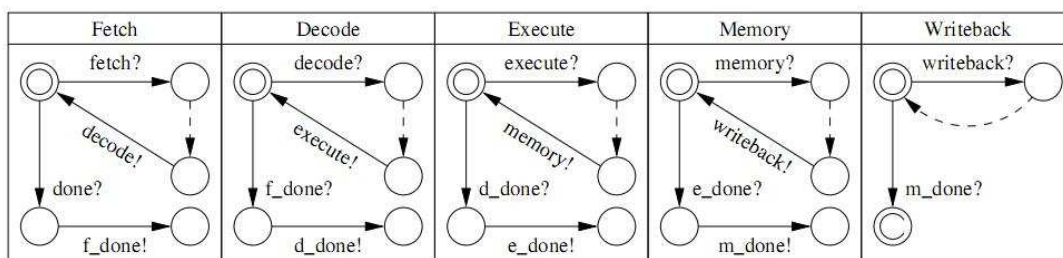 Fetch
Decode
Execute
Memory
Writeback
fetch?
decode!
done?
f_done!
decode?
execute!
f_done?
d_done!
execute?
memory!
d_done?
e_done!
memory?
writeback!
e_done?
m_done!
writeback?
m_done?